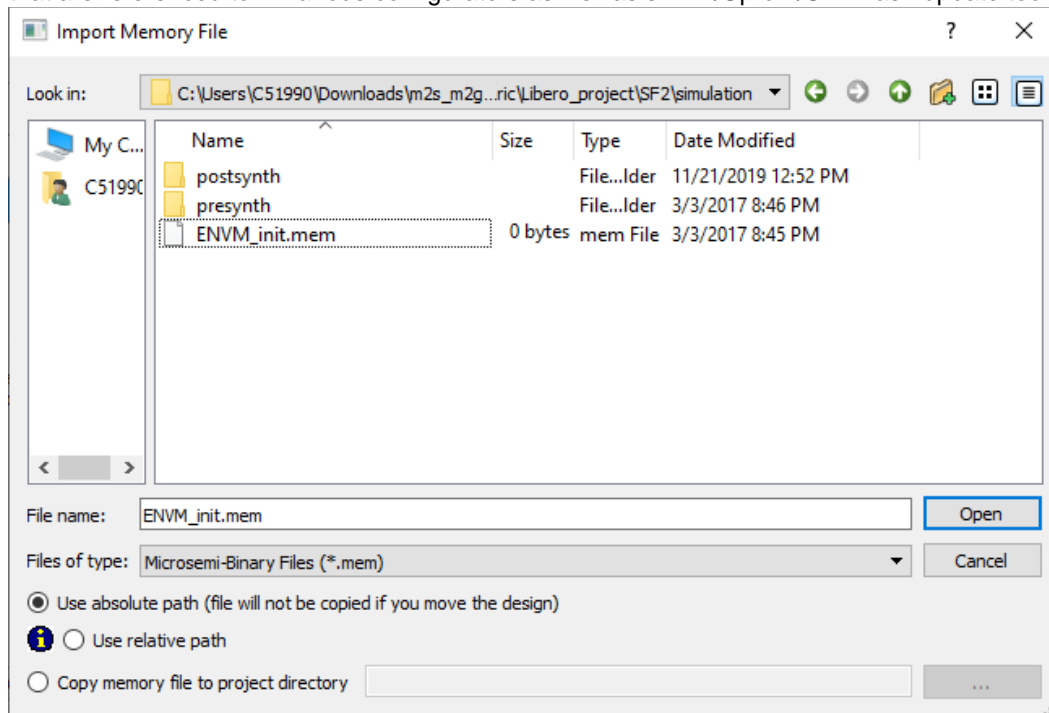 Import Memory File ? ×
Look in: C:\Users\C51990\Downloads\m2s_m2g...ric\Libero_project\SF2\simulation
My C... Name Size Type Date Modified
C51990 postsynth File...lder 11/21/2019 12:52 PM
presynth File...lder 3/3/2017 8:46 PM
ENVM_init.mem 0 bytes mem File 3/3/2017 8:45 PM
File name: ENVM_init.mem Open
Files of type: Microsemi-Binary Files (*.mem) Cancel
Use absolute path (file will not be copied if you move the design)
Use relative path
Copy memory file to project directory ...